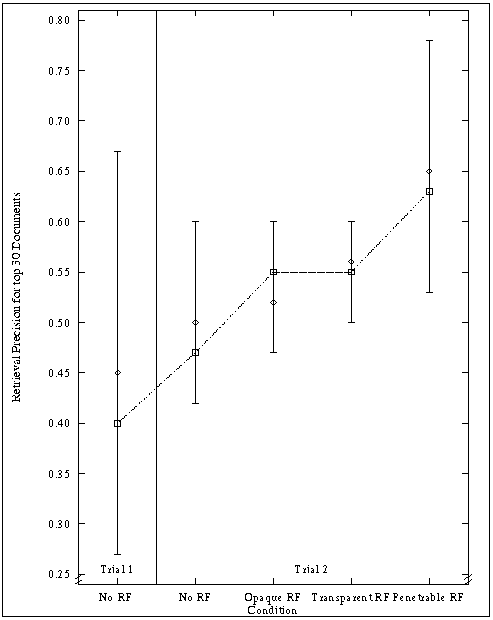 Retrieval Precision for top 30 Documents
0.80
0.75
0.70
0.65
0.60
0.55
0.50
0.45
0.40
0.35
0.30
0.25
Trial 1
Trial 2
No RF
No RF
Opaque RF
Transparent RF
Penetrable RF
Condition